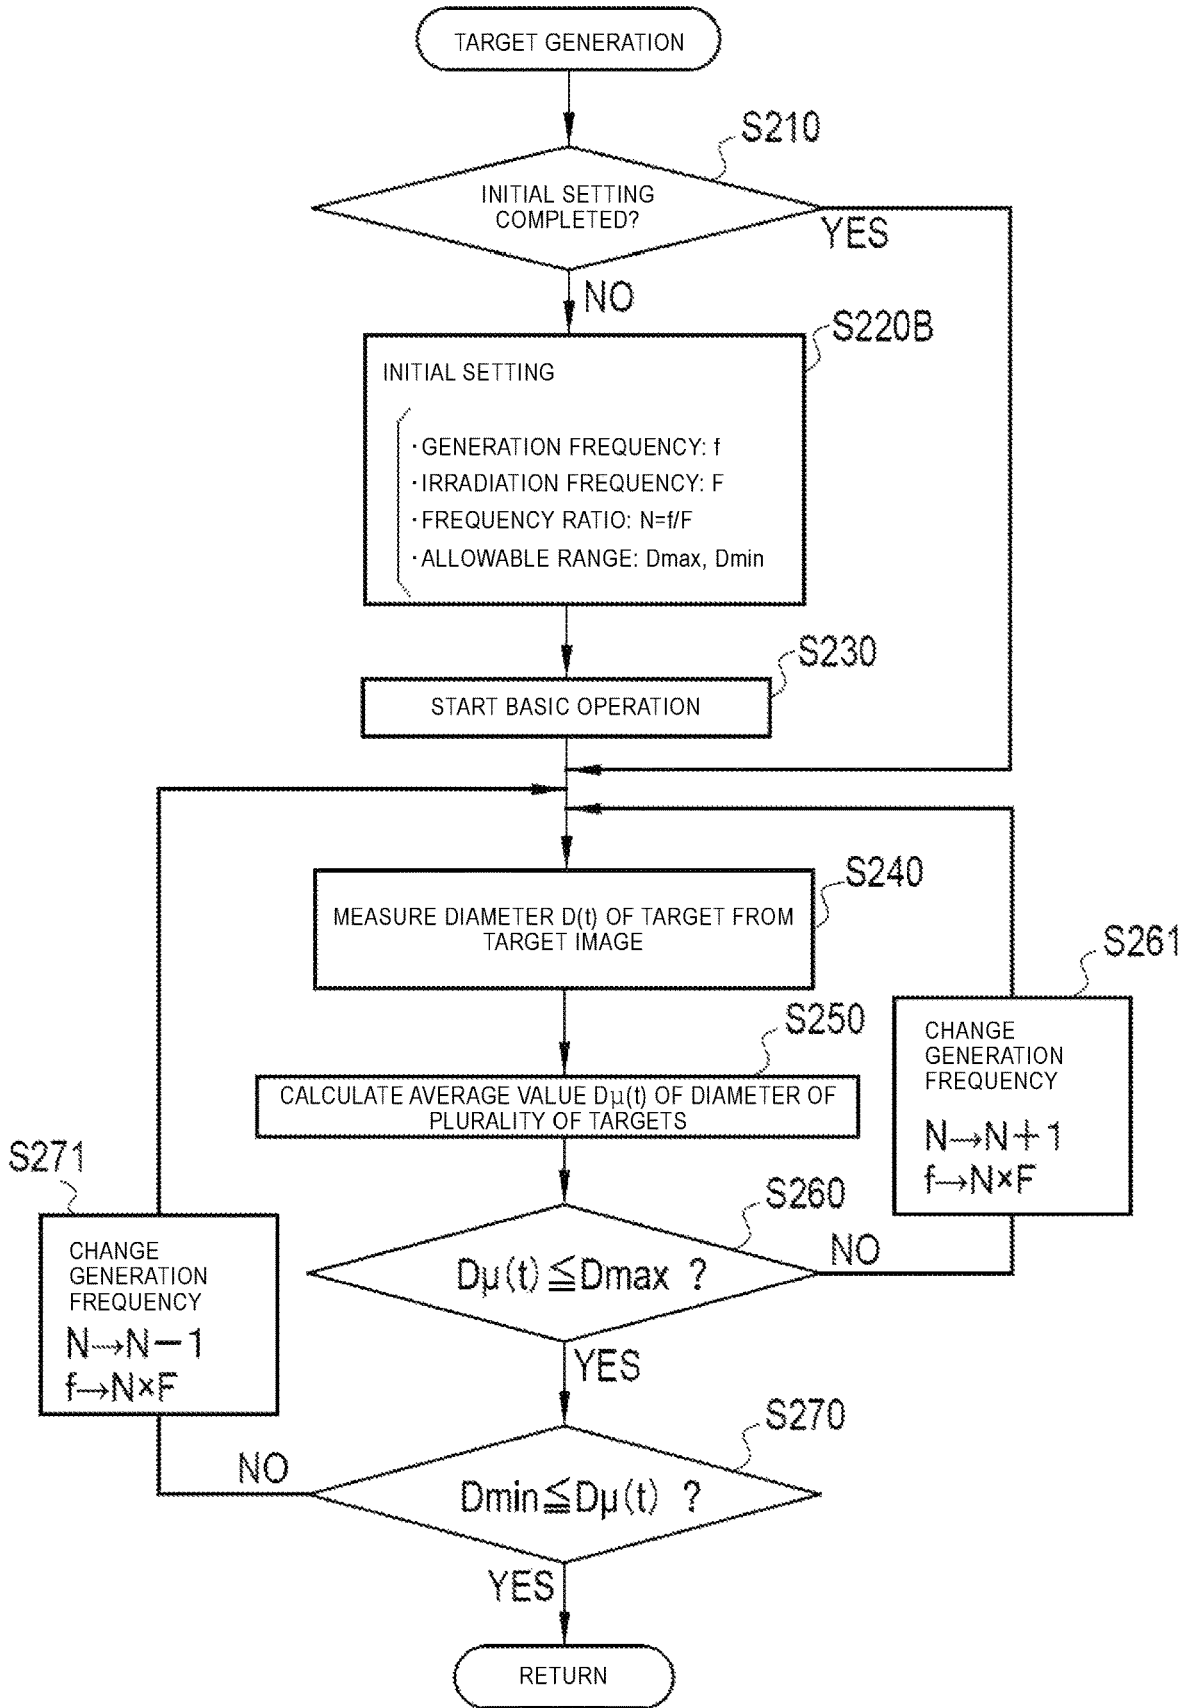 TARGET GENERATION
S210
INITIAL SETTING
COMPLETED?
YES
NO
S220B
INITIAL SETTING
・GENERATION FREQUENCY: f
・IRRADIATION FREQUENCY: F
・FREQUENCY RATIO: N=f/F
・ALLOWABLE RANGE: Dmax, Dmin
S230
START BASIC OPERATION
S240
MEASURE DIAMETER D(t) OF TARGET FROM
TARGET IMAGE
S261
CHANGE
GENERATION
FREQUENCY
N→N+1
f→N×F
S250
CALCULATE AVERAGE VALUE Dμ(t) OF DIAMETER OF
PLURALITY OF TARGETS
S271
CHANGE
GENERATION
FREQUENCY
N→N−1
f→N×F
S260
Dμ(t)≦Dmax ?
NO
YES
S270
Dmin≦Dμ(t) ?
NO
YES
RETURN